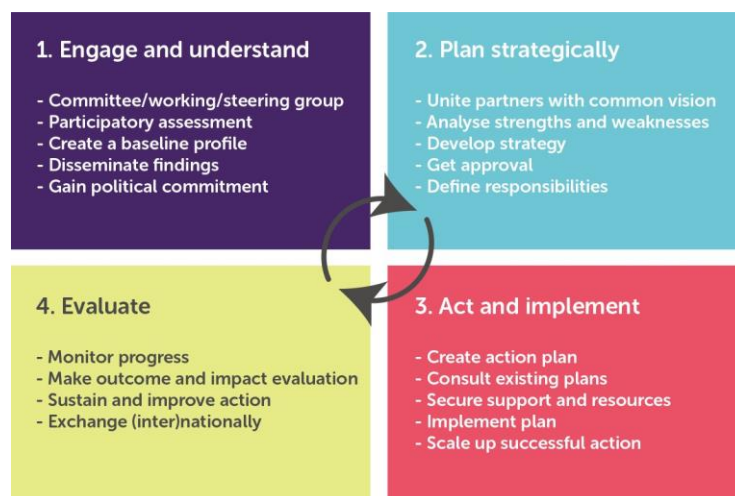 1. Engage and understand
- Committee/working/steering group
- Participatory assessment
- Create a baseline profile
- Disseminate findings
- Gain political commitment
2. Plan strategically
- Unite partners with common vision
- Analyse strengths and weaknesses
- Develop strategy
- Get approval
- Define responsibilities
4. Evaluate
- Monitor progress
- Make outcome and impact evaluation
- Sustain and improve action
- Exchange (inter)nationally
3. Act and implement
- Create action plan
- Consult existing plans
- Secure support and resources
- Implement plan
- Scale up successful action